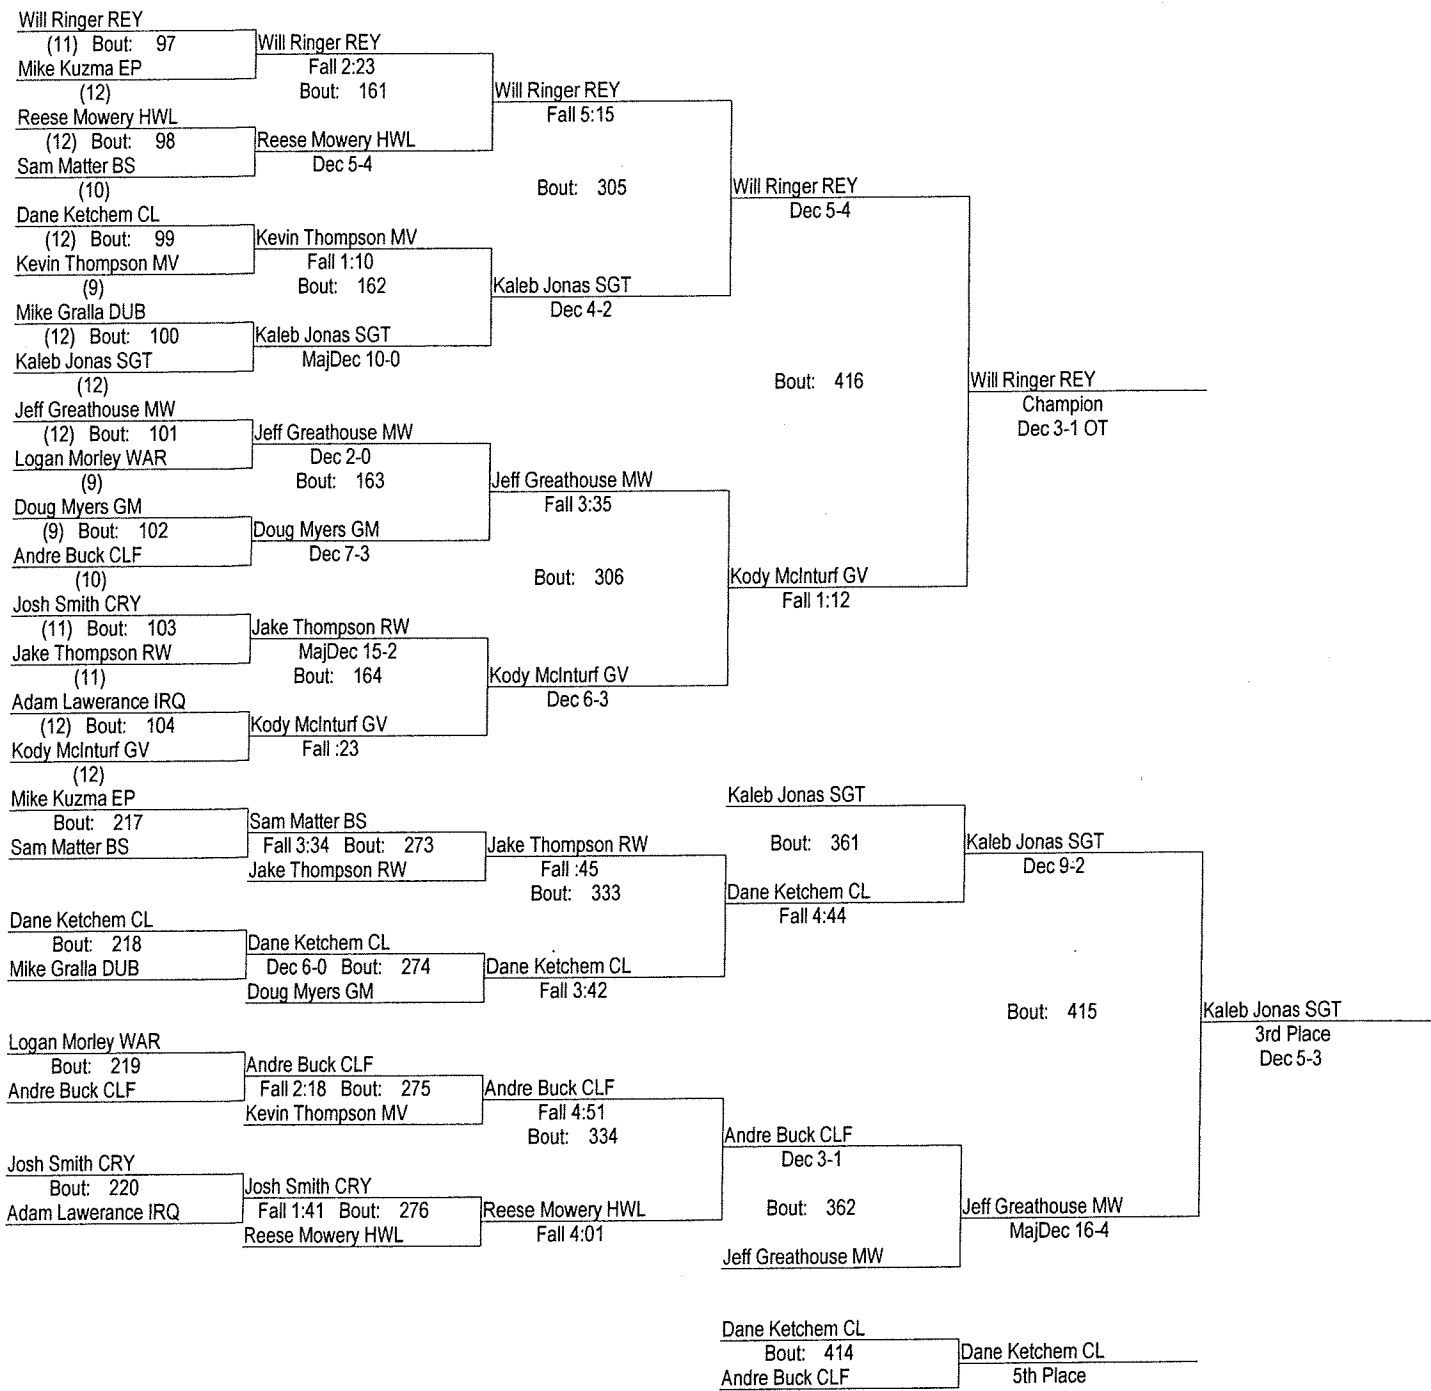 Will Ringer REY
(11) Bout: 97
Mike Kuzma EP
(12)
Reese Mowery HWL
(12) Bout: 98
Sam Matter BS
(10)
Dane Ketchem CL
(12) Bout: 99
Kevin Thompson MV
(9)
Mike Gralla DUB
(12) Bout: 100
Kaleb Jonas SGT
(12)
Jeff Greathouse MW
(12) Bout: 101
Logan Morley WAR
(9)
Doug Myers GM
(9) Bout: 102
Andre Buck CLF
(10)
Josh Smith CRY
(11) Bout: 103
Jake Thompson RW
(11)
Adam Lawerance IRQ
(12) Bout: 104
Kody McInturf GV
(12)
Will Ringer REY
Fall 2:23
Bout: 161
Reese Mowery HWL
Dec 5-4
Kevin Thompson MV
Fall 1:10
Bout: 162
Kaleb Jonas SGT
MajDec 10-0
Jeff Greathouse MW
Dec 2-0
Bout: 163
Doug Myers GM
Dec 7-3
Jake Thompson RW
MajDec 15-2
Bout: 164
Kody McInturf GV
Fall :23
Will Ringer REY
Fall 5:15
Bout: 305
Kaleb Jonas SGT
Dec 4-2
Jeff Greathouse MW
Fall 3:35
Bout: 306
Kody McInturf GV
Dec 6-3
Will Ringer REY
Dec 5-4
Bout: 416
Kody McInturf GV
Fall 1:12
Will Ringer REY
Champion
Dec 3-1 OT
Mike Kuzma EP
Bout: 217
Sam Matter BS
Dane Ketchem CL
Bout: 218
Mike Gralla DUB
Logan Morley WAR
Bout: 219
Andre Buck CLF
Josh Smith CRY
Bout: 220
Adam Lawerance IRQ
Sam Matter BS
Fall 3:34 Bout: 273
Jake Thompson RW
Dane Ketchem CL
Dec 6-0 Bout: 274
Doug Myers GM
Andre Buck CLF
Fall 2:18 Bout: 275
Kevin Thompson MV
Josh Smith CRY
Fall 1:41 Bout: 276
Reese Mowery HWL
Jake Thompson RW
Fall :45
Bout: 333
Dane Ketchem CL
Fall 3:42
Andre Buck CLF
Fall 4:51
Bout: 334
Reese Mowery HWL
Fall 4:01
Kaleb Jonas SGT
Bout: 361
Dane Ketchem CL
Fall 4:44
Andre Buck CLF
Dec 3-1
Bout: 362
Jeff Greathouse MW
Kaleb Jonas SGT
Dec 9-2
Bout: 415
Jeff Greathouse MW
MajDec 16-4
Kaleb Jonas SGT
3rd Place
Dec 5-3
Dane Ketchem CL
Bout: 414
Andre Buck CLF
Dane Ketchem CL
5th Place